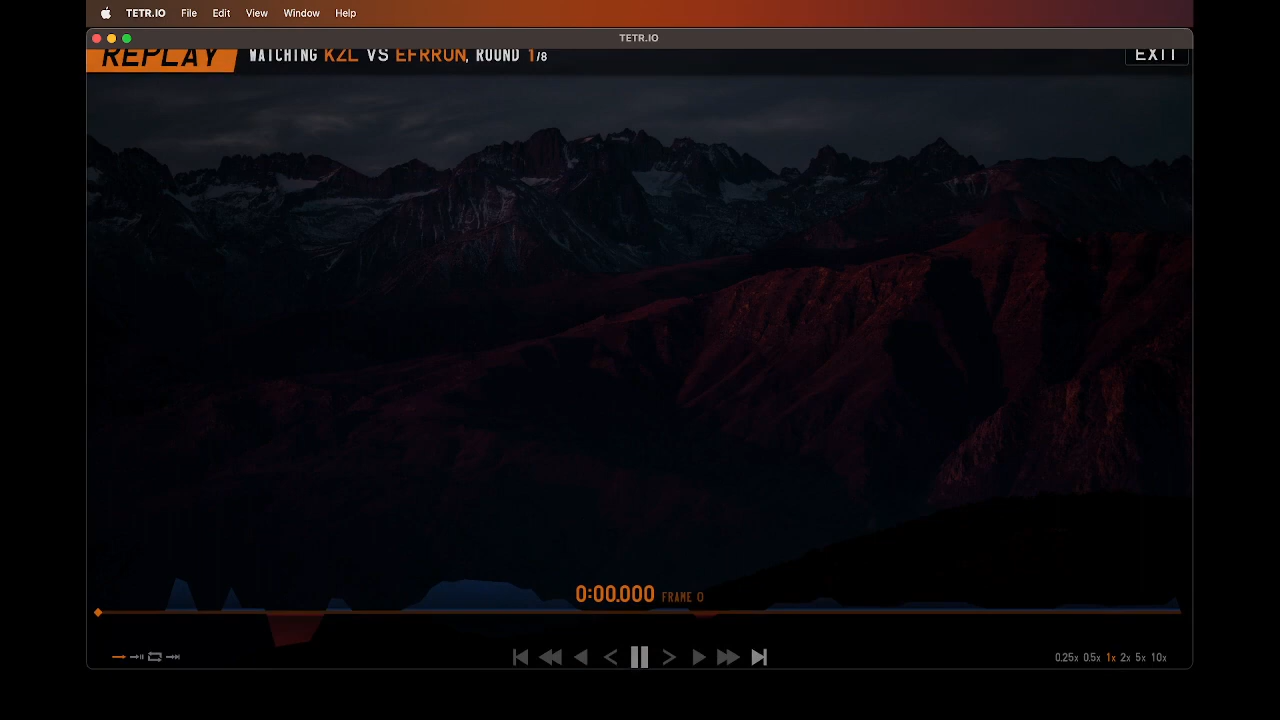 TETR.IO File Edit View Window Help
TETR.IO
REPLAY WATCHING KZL VS EFRRUN, ROUND 1/8
EXIT
0:00.000 FRAME 0
0.25x 0.5x 1x 2x 5x 10x